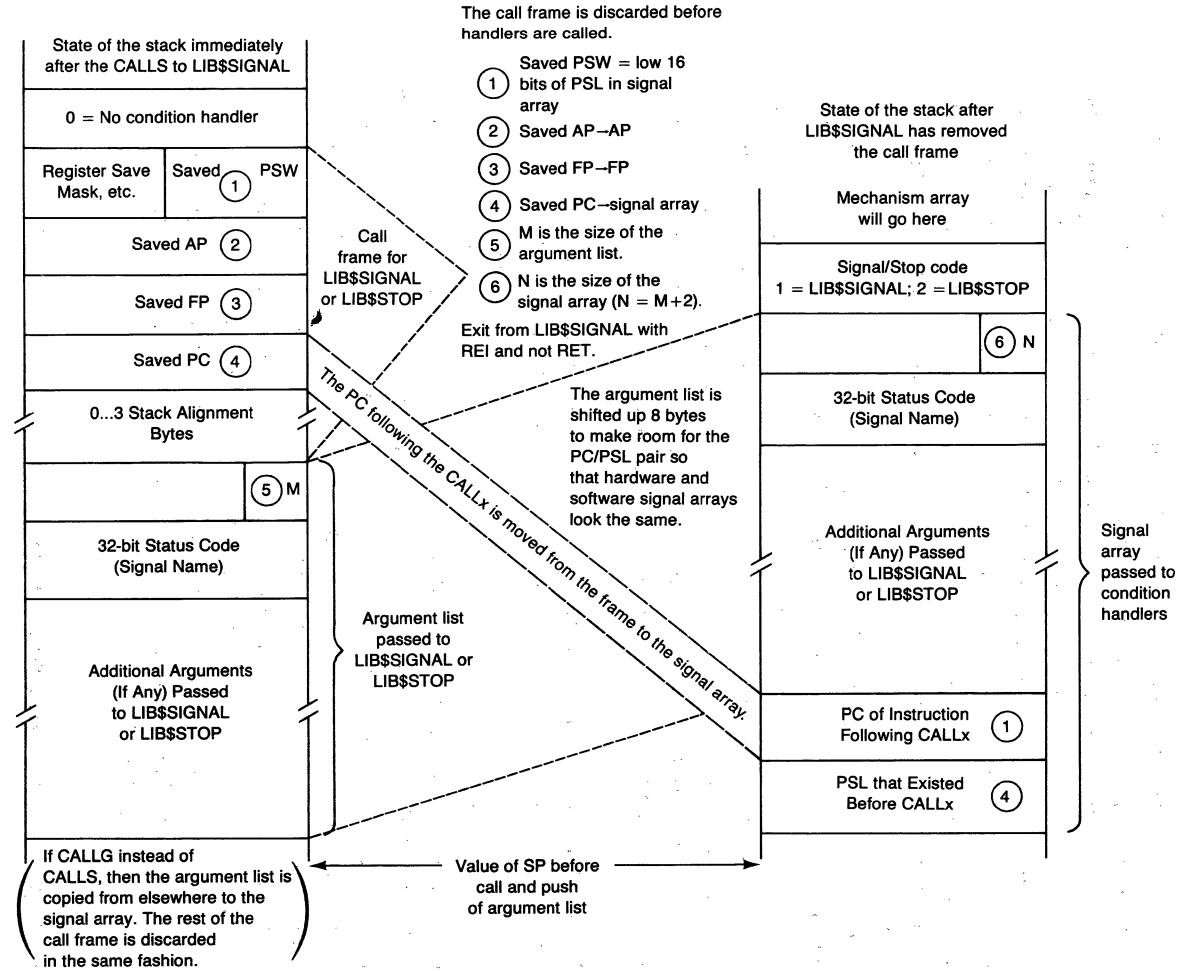 State of the stack immediately
after the CALLS to LIB$SIGNAL
0 = No condition handler
Register Save
Mask, etc.
Saved PSW
1
Saved AP 2
Saved FP 3
Saved PC 4
0...3 Stack Alignment
Bytes
5 M
32-bit Status Code
(Signal Name)
Additional Arguments
(If Any) Passed
to LIB$SIGNAL
or LIB$STOP
If CALLG instead of
CALLS, then the argument list is
copied from elsewhere to the
signal array. The rest of the
call frame is discarded
in the same fashion.
Call
frame for
LIB$SIGNAL
or LIB$STOP
Argument list
passed to
LIB$SIGNAL or
LIB$STOP
The call frame is discarded before
handlers are called.
1 Saved PSW = low 16
bits of PSL in signal
array
2 Saved AP→AP
3 Saved FP→FP
4 Saved PC→signal array
5 M is the size of the
argument list.
6 N is the size of the
signal array (N = M+2).
Exit from LIB$SIGNAL with
REI and not RET.
The PC following the CALLx is moved from the frame to the signal array.
The argument list is
shifted up 8 bytes
to make room for the
PC/PSL pair so
that hardware and
software signal arrays
look the same.
Value of SP before
call and push
of argument list
State of the stack after
LIB$SIGNAL has removed
the call frame
Mechanism array
will go here
Signal/Stop code
1 = LIB$SIGNAL; 2 =LIB$STOP
6 N
32-bit Status Code
(Signal Name)
Additional Arguments
(If Any) Passed
to LIB$SIGNAL
or LIB$STOP
PC of Instruction
Following CALLx
1
PSL that Existed
Before CALLx
4
Signal
array
passed to
condition
handlers